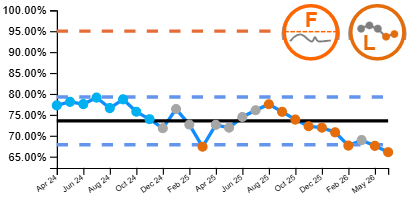 100.00%
95.00%
90.00%
85.00%
80.00%
75.00%
70.00%
65.00%
F
L
Apr 24
Jun 24
Aug 24
Oct 24
Dec 24
Feb 25
Apr 25
Jun 25
Aug 25
Oct 25
Dec 25
Feb 26
May 26